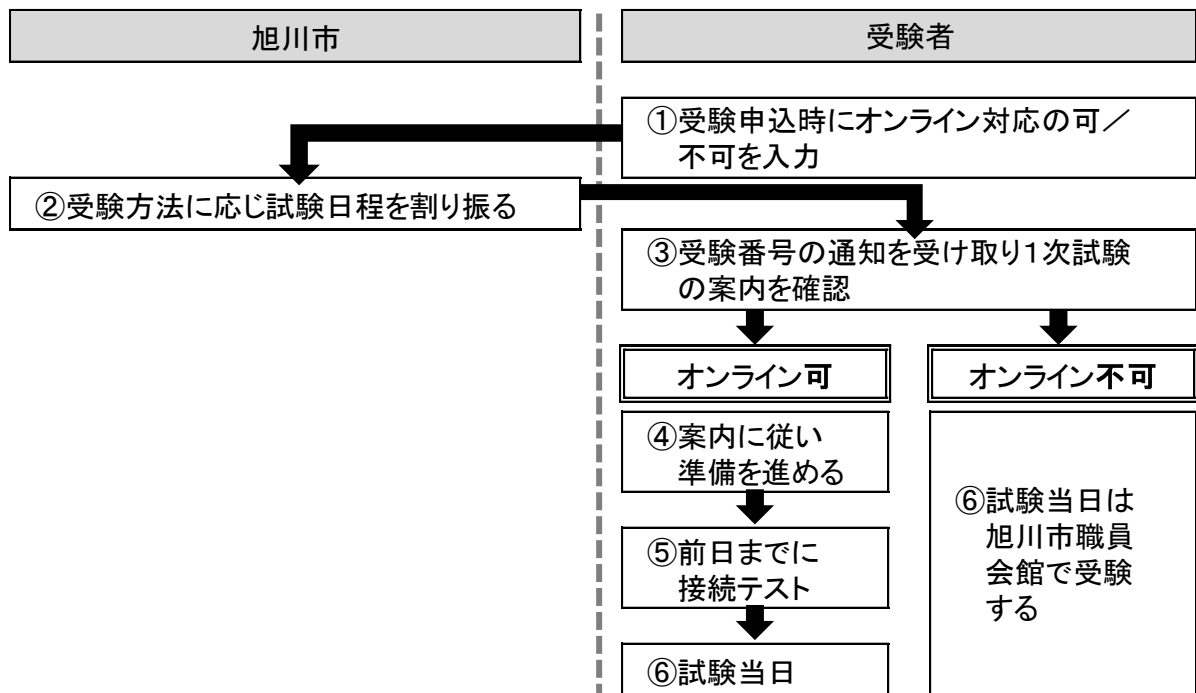 旭川市
受験者
①受験申込時にオンライン対応の可／
不可を入力
②受験方法に応じ試験日程を割り振る
③受験番号の通知を受け取り１次試験
の案内を確認
オンライン可
オンライン不可
④案内に従い
準備を進める
⑤前日までに
接続テスト
⑥試験当日
⑥試験当日は
旭川市職員
会館で受験
する